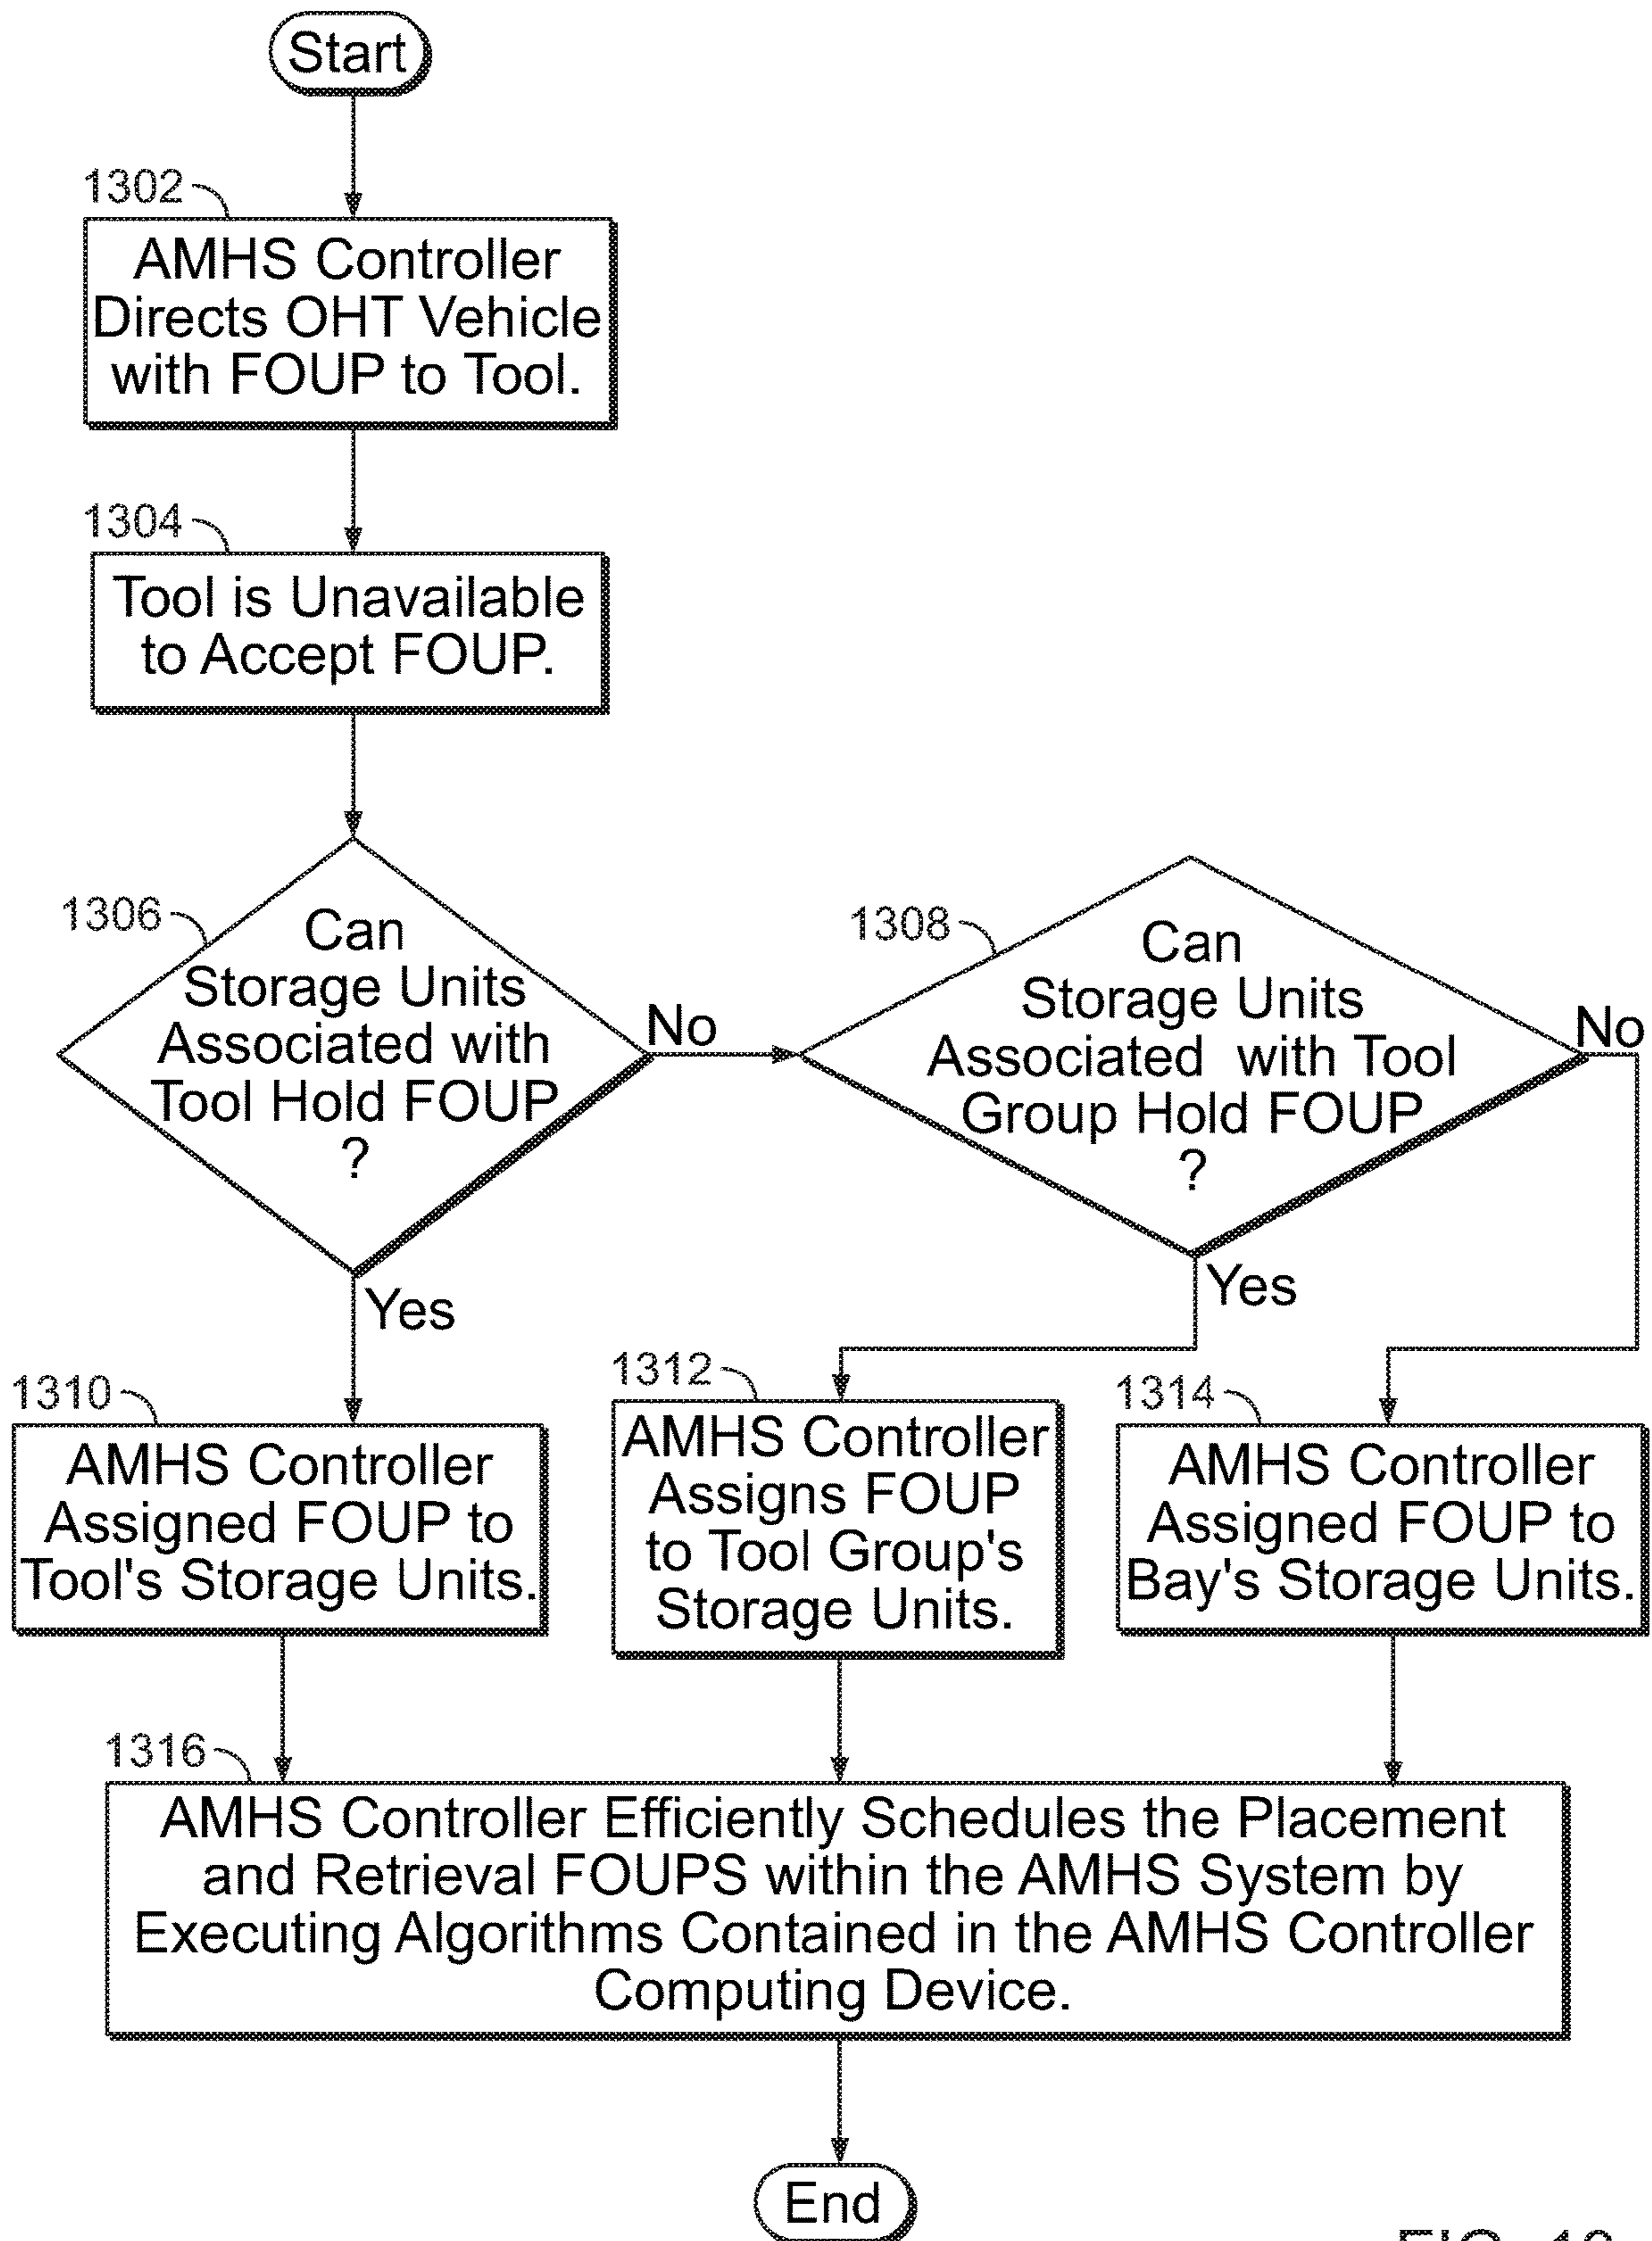 Start
1302
AMHS Controller
Directs OHT Vehicle
with FOUP to Tool.
1304
Tool is Unavailable
to Accept FOUP.
1306
Can
Storage Units
Associated with
Tool Hold FOUP
?
No
1308
Can
Storage Units
Associated with Tool
Group Hold FOUP
?
No
Yes
Yes
1310
AMHS Controller
Assigned FOUP to
Tool's Storage Units.
1312
AMHS Controller
Assigns FOUP
to Tool Group's
Storage Units.
1314
AMHS Controller
Assigned FOUP to
Bay's Storage Units.
1316
AMHS Controller Efficiently Schedules the Placement
and Retrieval FOUPS within the AMHS System by
Executing Algorithms Contained in the AMHS Controller
Computing Device.
End